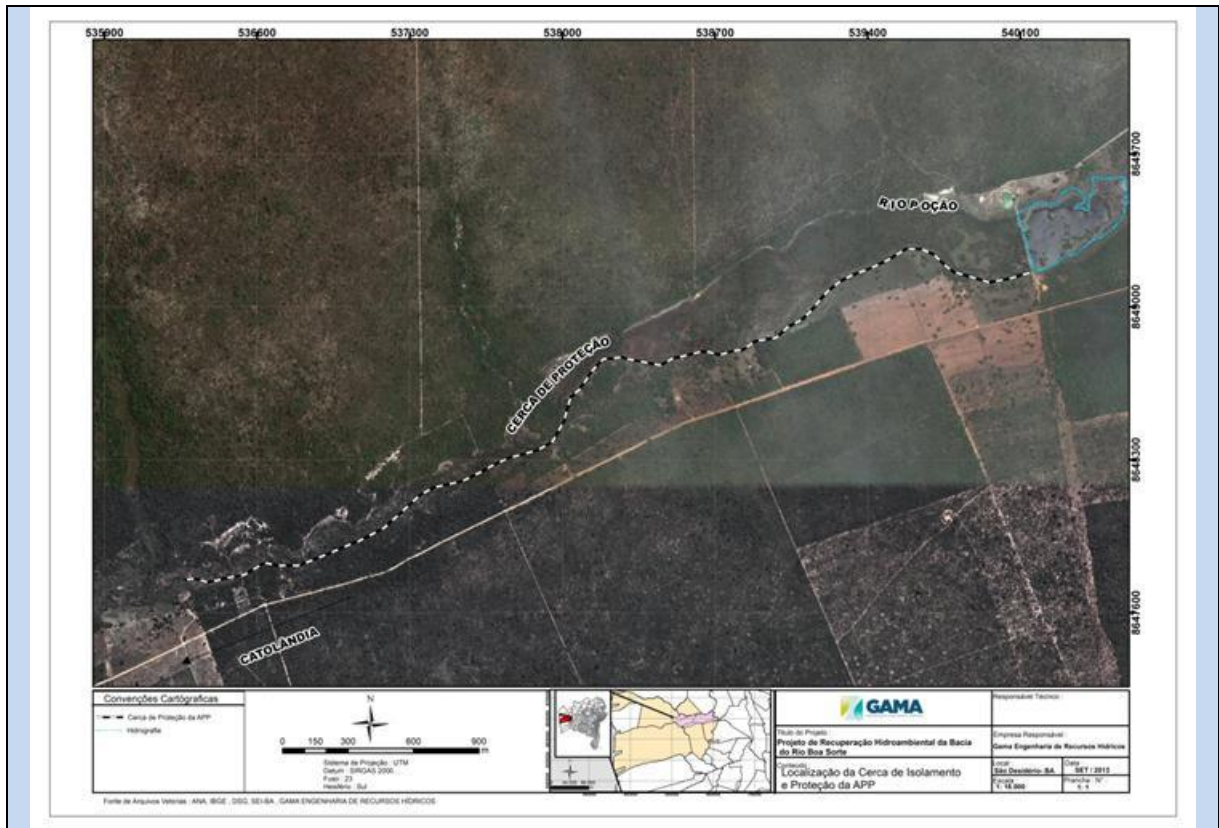 535900 536600 537300 538000 538700 539400 540100
8649700
RIO POÇÃO
8649000
CERCA DE PROTEÇÃO
8648300
8647600
CATOLÂNDIA
Convenções Cartógraficas
Cerca de Proteção da APP
Hidrografia
N
0 150 300 600 900
m
Sistema de Projeção : UTM
Datum : SIRGAS 2000
Fuso : 23
Hemisfério : Sul
GAMA
Título do Projeto :
Projeto de Recuperação Hidroambiental da Bacia
do Rio Boa Sorte
Conteúdo :
Localização da Cerca de Isolamento
e Proteção da APP
Responsável Técnico :
Empresa Responsável :
Gama Engenharia de Recursos Hídricos
Local :
São Desidério- BA
Data :
SET / 2013
Escala :
1: 15.000
Prancha - N° :
1: 1
Fonte de Arquivos Vetoriais : ANA, IBGE , DSG, SEI-BA , GAMA ENGENHARIA DE RECURSOS HÍDRICOS